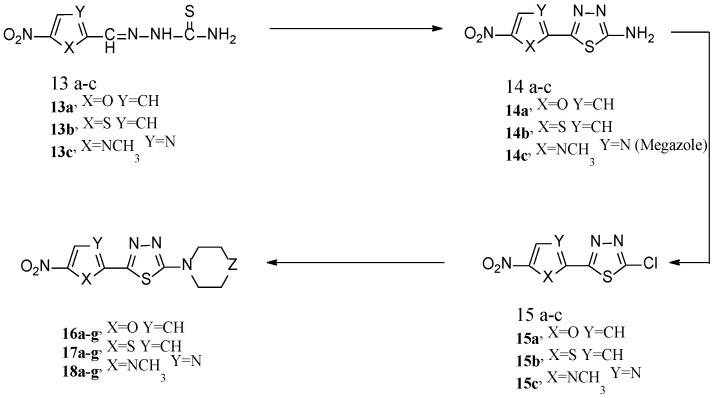 O₂N X Y CH=N-NH-C-NH₂ S H
13 a-c
13a, X=O Y=CH
13b, X=S Y=CH
13c, X=NCH₃ Y=N
O₂N X Y N-N S NH₂
14 a-c
14a, X=O Y=CH
14b, X=S Y=CH
14c, X=NCH₃ Y=N (Megazole)
O₂N X Y N-N S N Z
16a-g, X=O Y=CH
17a-g, X=S Y=CH
18a-g, X=NCH₃ Y=N
O₂N X Y N-N S Cl
15 a-c
15a, X=O Y=CH
15b, X=S Y=CH
15c, X=NCH₃ Y=N